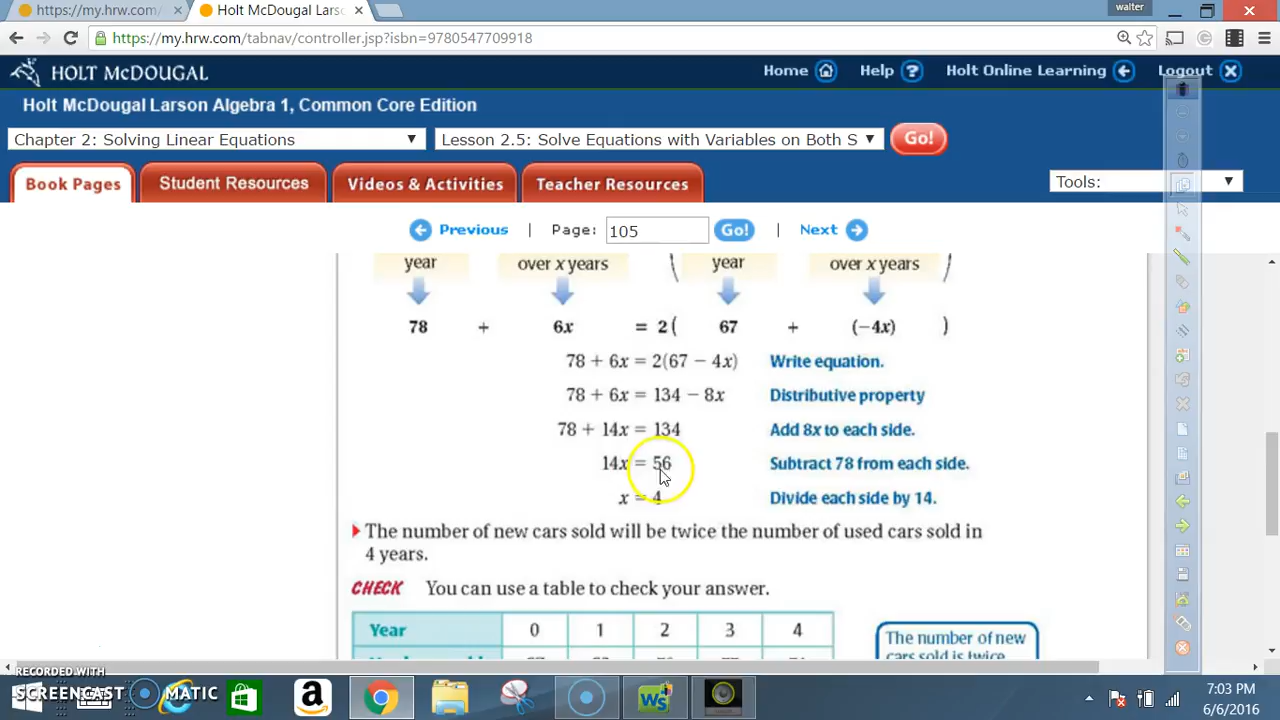 https://my.hrw.com/tabnav/ Holt McDougal Lars walter
https://my.hrw.com/tabnav/controller.jsp?isbn=9780547709918
HOLT MCDOUGAL Home Help ? Holt Online Learning Logout
Holt McDougal Larson Algebra 1, Common Core Edition
Chapter 2: Solving Linear Equations Lesson 2.5: Solve Equations with Variables on Both S Go!
Book Pages Student Resources Videos & Activities Teacher Resources Tools:
Previous | Page: 105 Go! | Next
year over x years ( year over x years )
78 + 6x = 2( 67 + (−4x) )
78 + 6x = 2(67 − 4x) Write equation.
78 + 6x = 134 − 8x Distributive property
78 + 14x = 134 Add 8x to each side.
14x = 56 Subtract 78 from each side.
x = 4 Divide each side by 14.
The number of new cars sold will be twice the number of used cars sold in
4 years.
CHECK You can use a table to check your answer.
Year 0 1 2 3 4
The number of new
cars sold is twice
RECORDED WITH
SCREENCAST MATIC
7:03 PM
6/6/2016